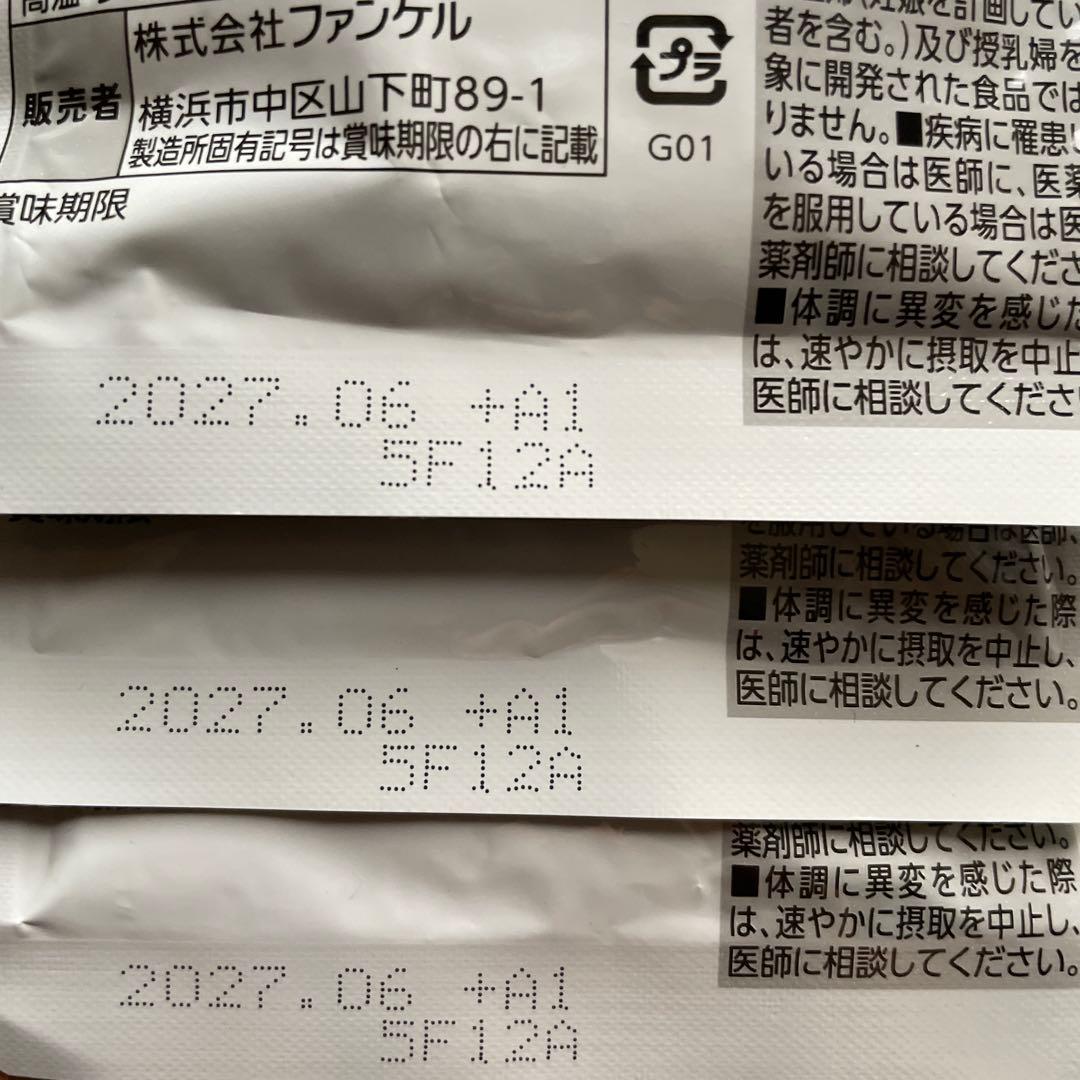 株式会社ファンケル
販売者
横浜市中区山下町89-1
製造所固有記号は賞味期限の右に記載
賞味期限
プラ
G01
者を含む。)及び授乳婦を
象に開発された食品では
りません。■疾病に罹患し
いる場合は医師に、医薬
を服用している場合は医
薬剤師に相談してくださ
■体調に異変を感じた
は、速やかに摂取を中止
医師に相談してくださ
2027.06 +A1
5F12A
を服用している場合は医師、
薬剤師に相談してください。
■体調に異変を感じた際
は、速やかに摂取を中止し、
医師に相談してください。
2027.06 +A1
5F12A
薬剤師に相談してください。
■体調に異変を感じた際
は、速やかに摂取を中止し、
医師に相談してください。
2027.06 +A1
5F12A